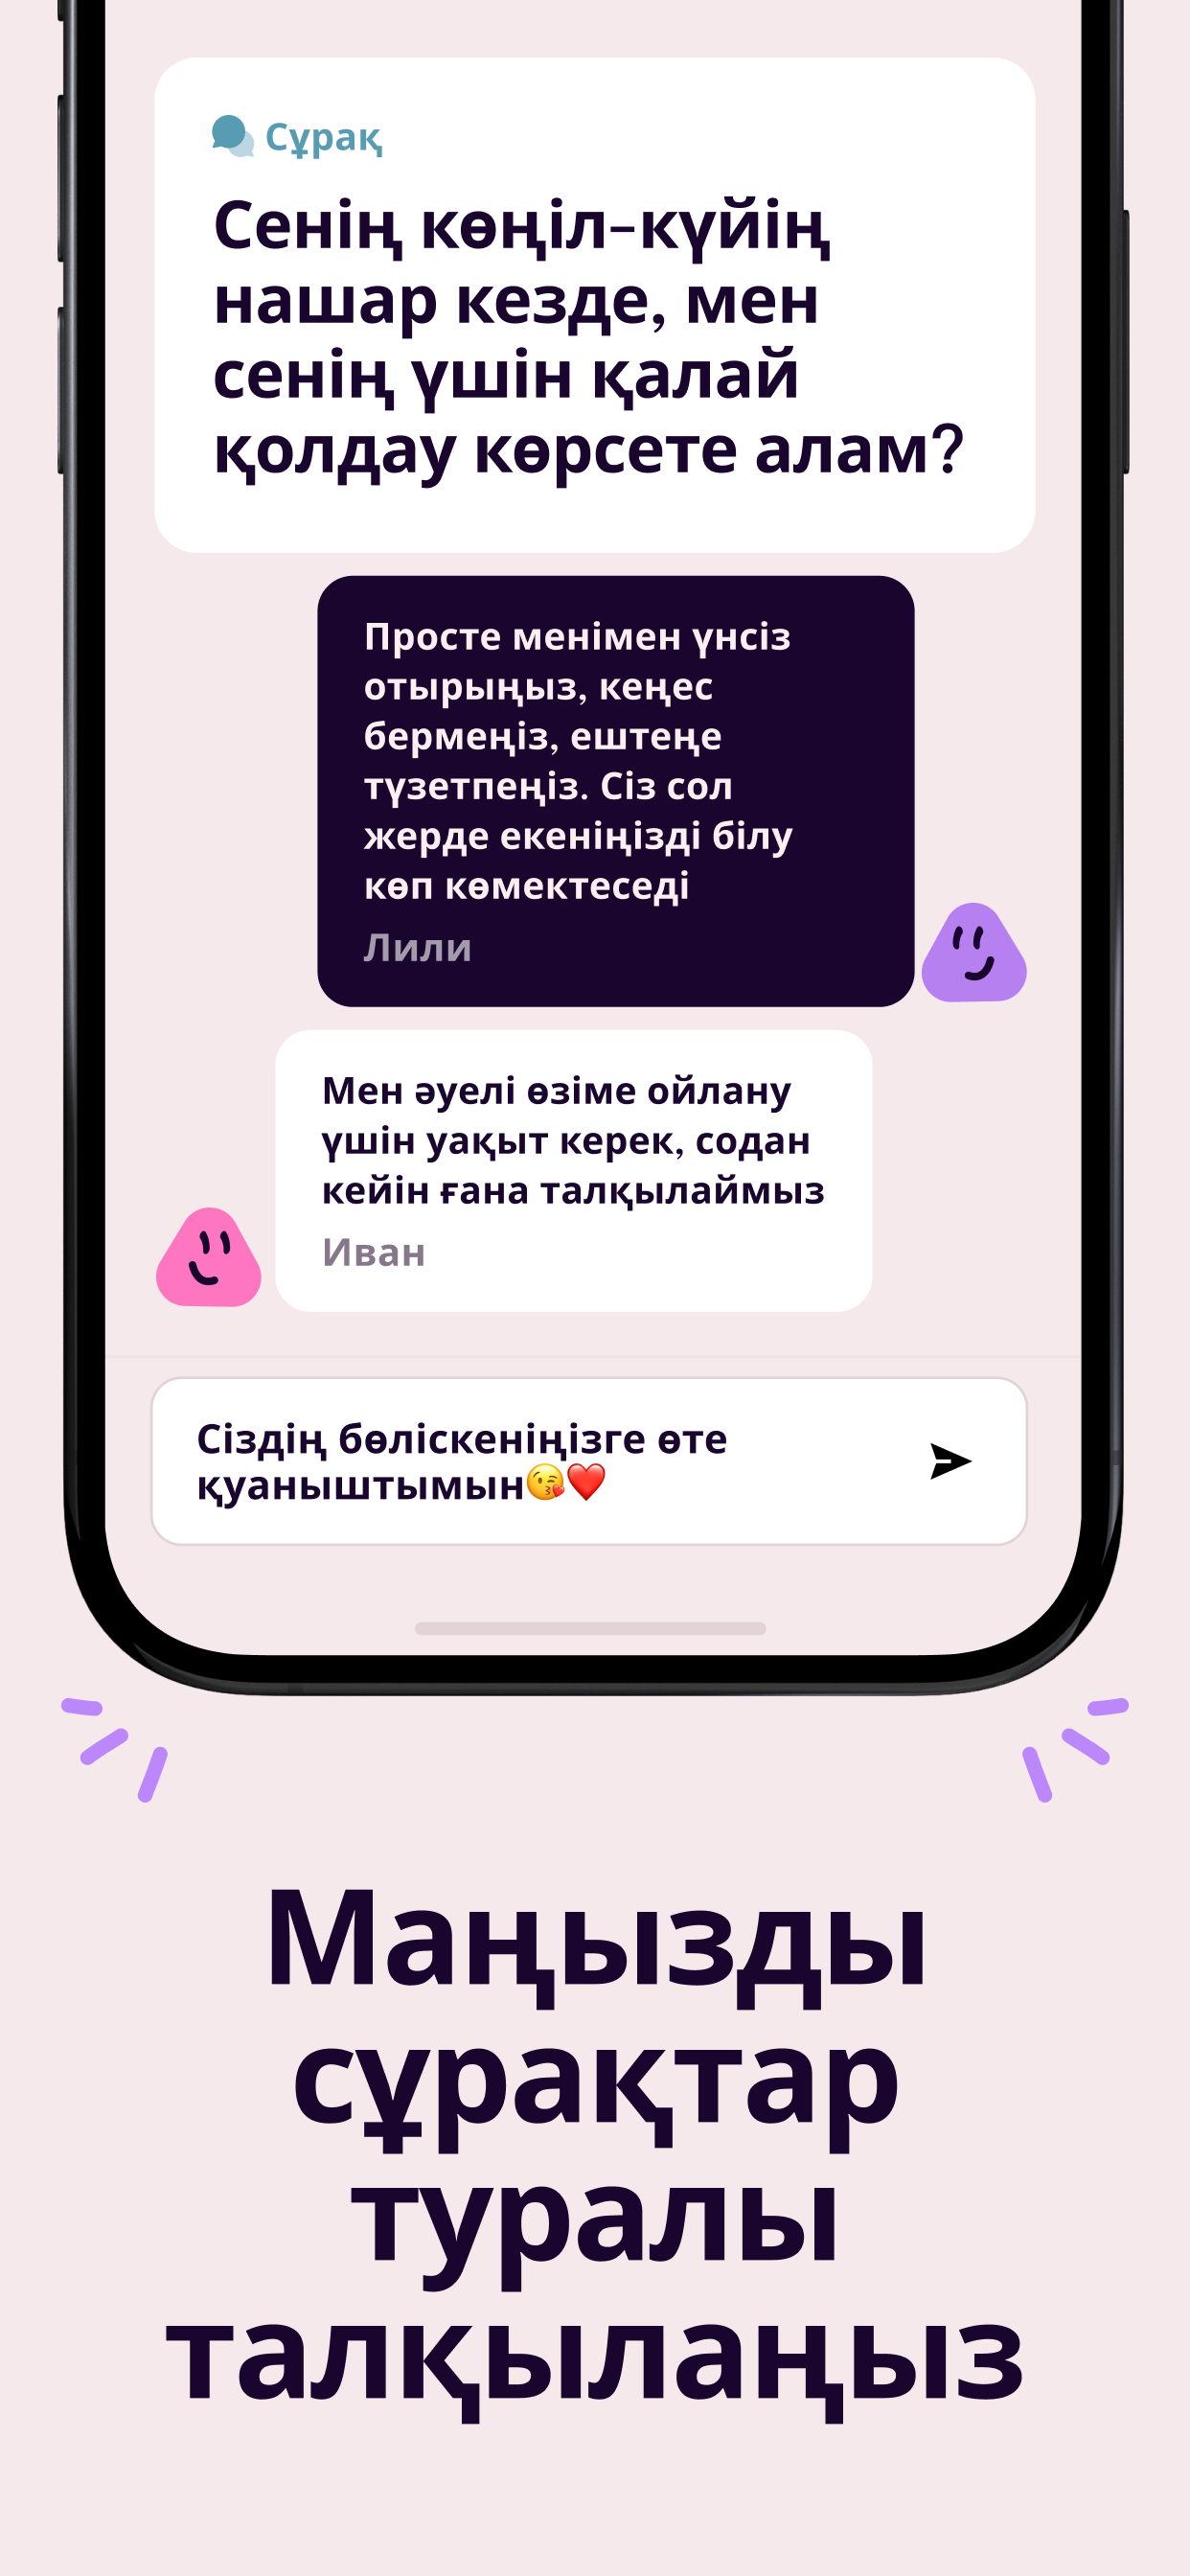 Сұрақ
Сенің көңіл-күйің
нашар кезде, мен
сенің үшін қалай
қолдау көрсете алам?
Просте менімен үнсіз
отырыңыз, кеңес
бермеңіз, ештеңе
түзетпеңіз. Сіз сол
жерде екеніңізді білу
көп көмектеседі
Лили
Мен әуелі өзіме ойлану
үшін уақыт керек, содан
кейін ғана талқылаймыз
Иван
Сіздің бөліскеніңізге өте
қуаныштымын😘❤️
Маңызды
сұрақтар
туралы
талқылаңыз